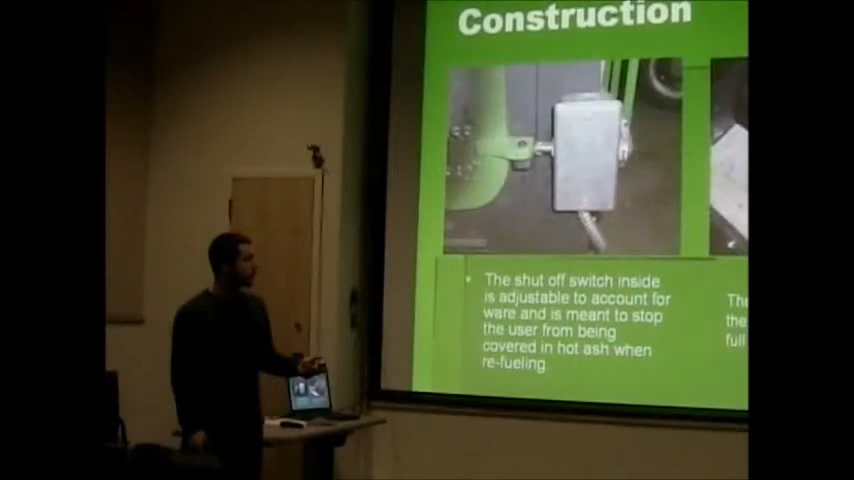 Construction
The shut off switch inside
is adjustable to account for
ware and is meant to stop
the user from being
covered in hot ash when
re-fueling.
The
the
full